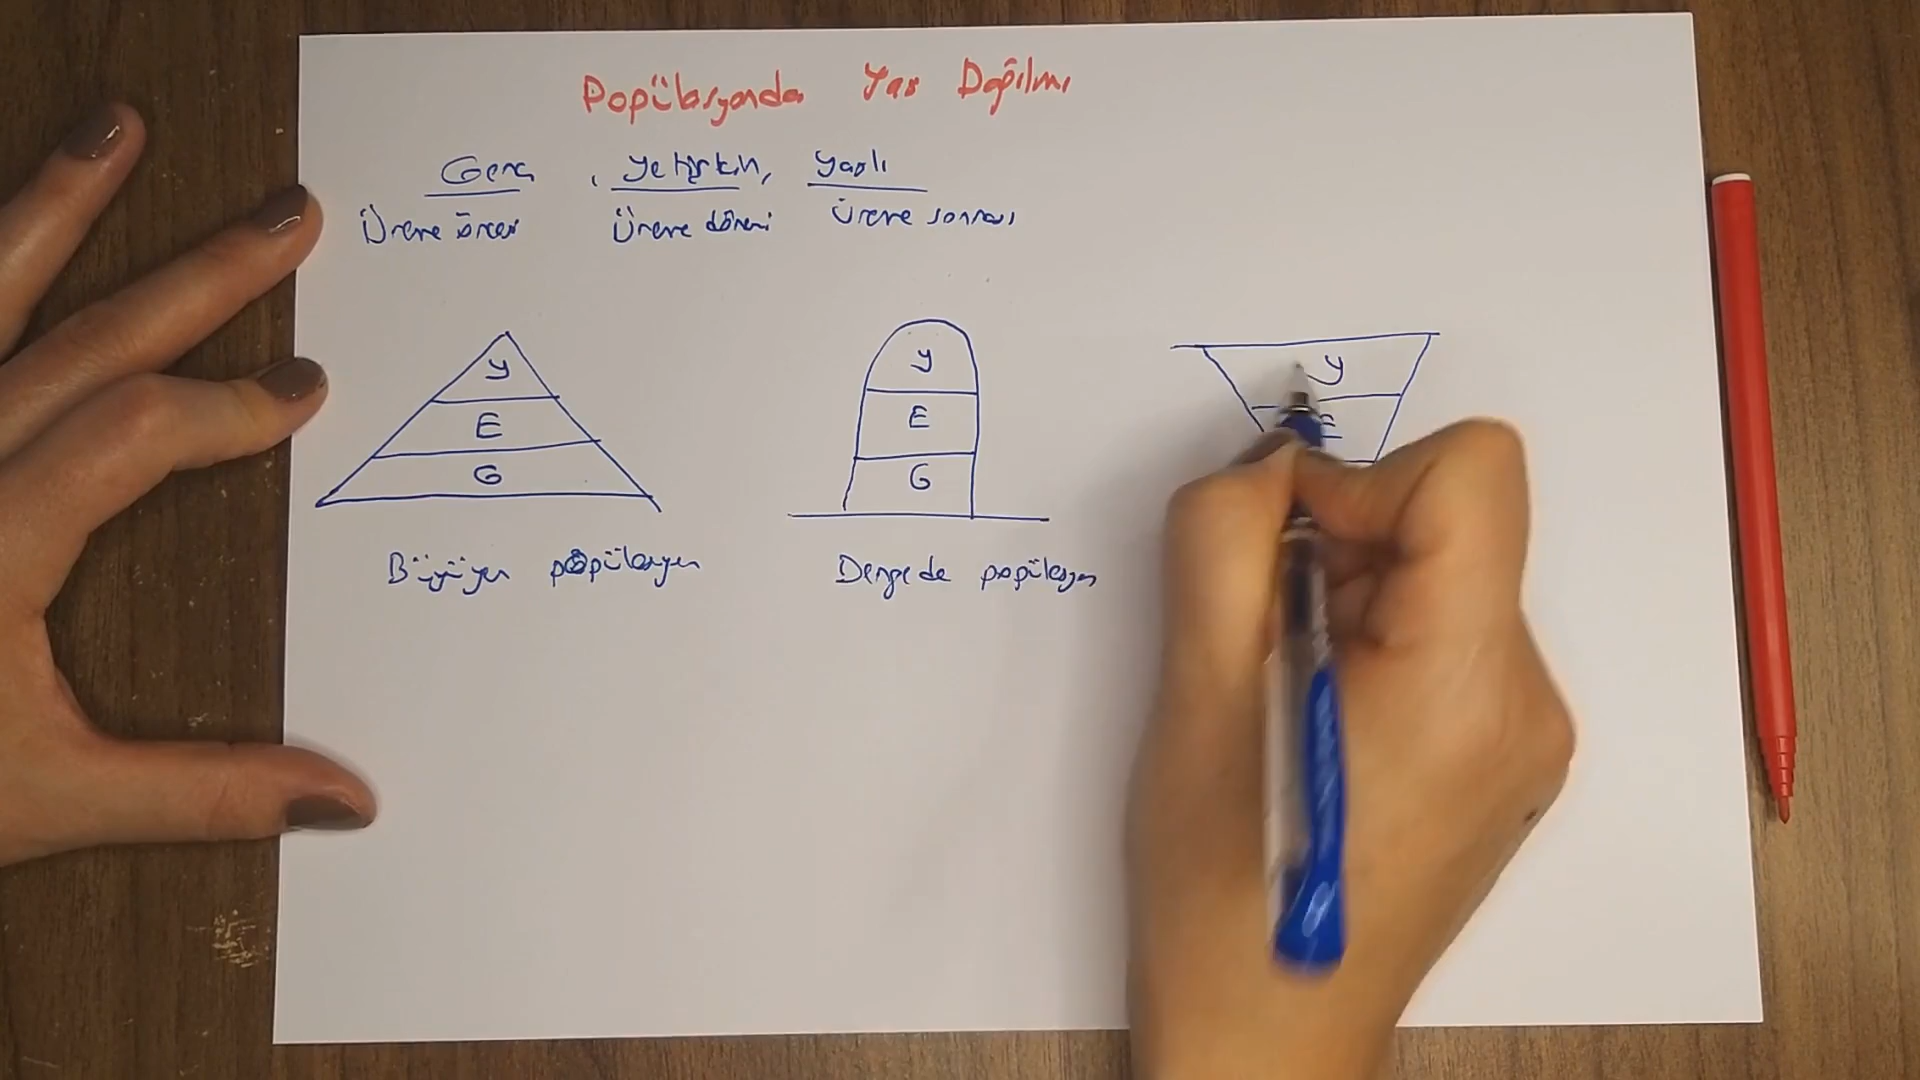 Popülasyonda Yaş Dağılımı
Genç, Yetişkin, Yaşlı
Üreme öncesi Üreme dönemi Üreme sonrası
Y
E
G
Y
E
G
Y
E
Büyüyen popülasyon Dengede popülasyon